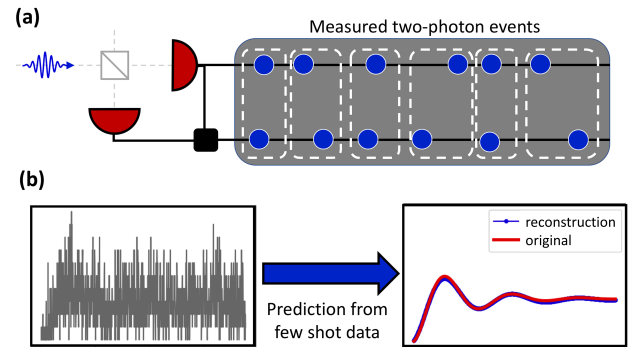 (a)
Measured two-photon events
(b)
reconstruction
original
Prediction from
few shot data